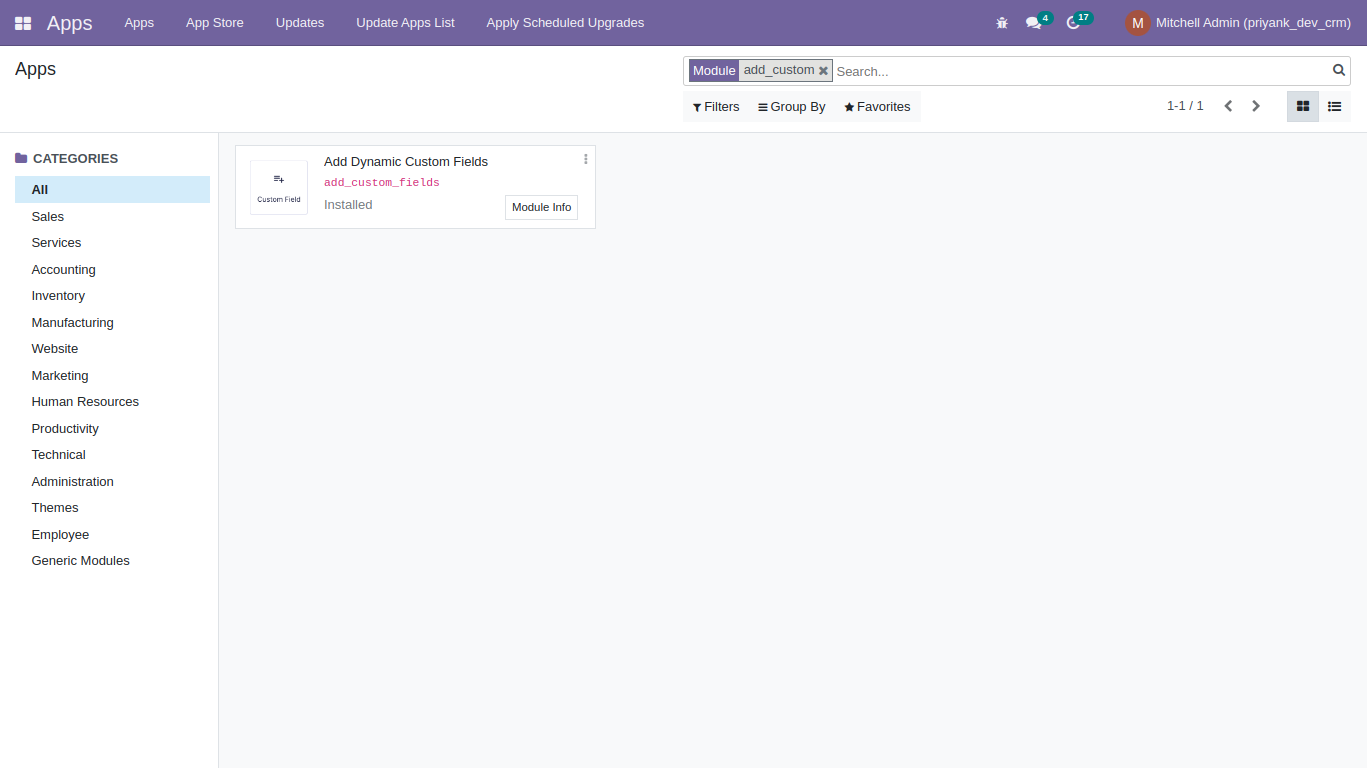 Apps Apps App Store Updates Update Apps List Apply Scheduled Upgrades 4 17 M Mitchell Admin (priyank_dev_crm)
Apps
Module add_custom Search...
Filters Group By Favorites 1-1 / 1
CATEGORIES
All
Sales
Services
Accounting
Inventory
Manufacturing
Website
Marketing
Human Resources
Productivity
Technical
Administration
Themes
Employee
Generic Modules
Custom Field
Add Dynamic Custom Fields
add_custom_fields
Installed
Module Info